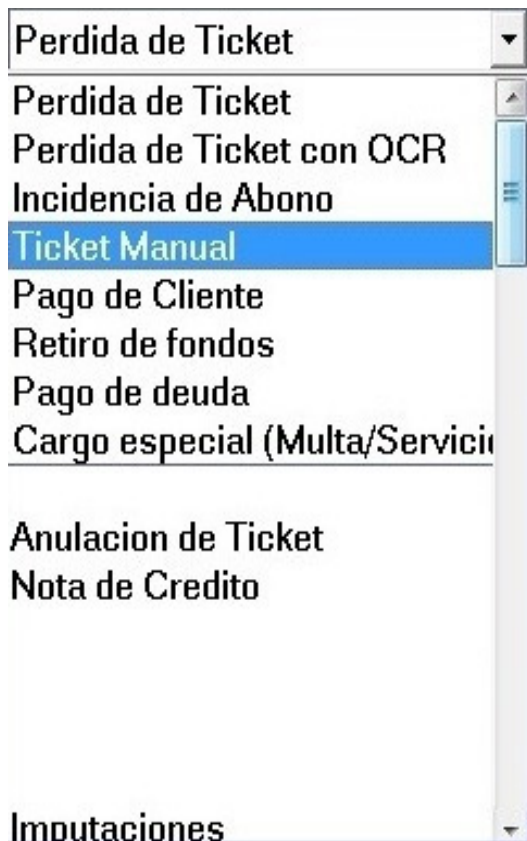 Perdida de Ticket
Perdida de Ticket
Perdida de Ticket con OCR
Incidencia de Abono
Ticket Manual
Pago de Cliente
Retiro de fondos
Pago de deuda
Cargo especial (Multa/Servici
Anulacion de Ticket
Nota de Credito
Imputaciones